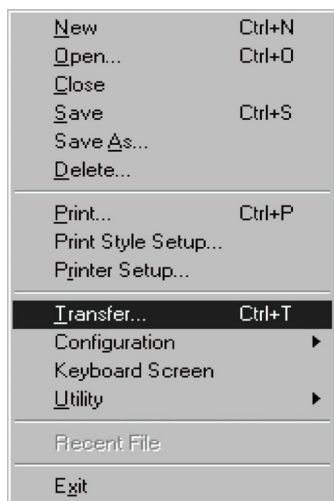 New Ctrl+N
Open... Ctrl+O
Close
Save Ctrl+S
Save As...
Delete...
Print... Ctrl+P
Print Style Setup...
Printer Setup...
Transfer... Ctrl+T
Configuration
Keyboard Screen
Utility
Recent File
Exit